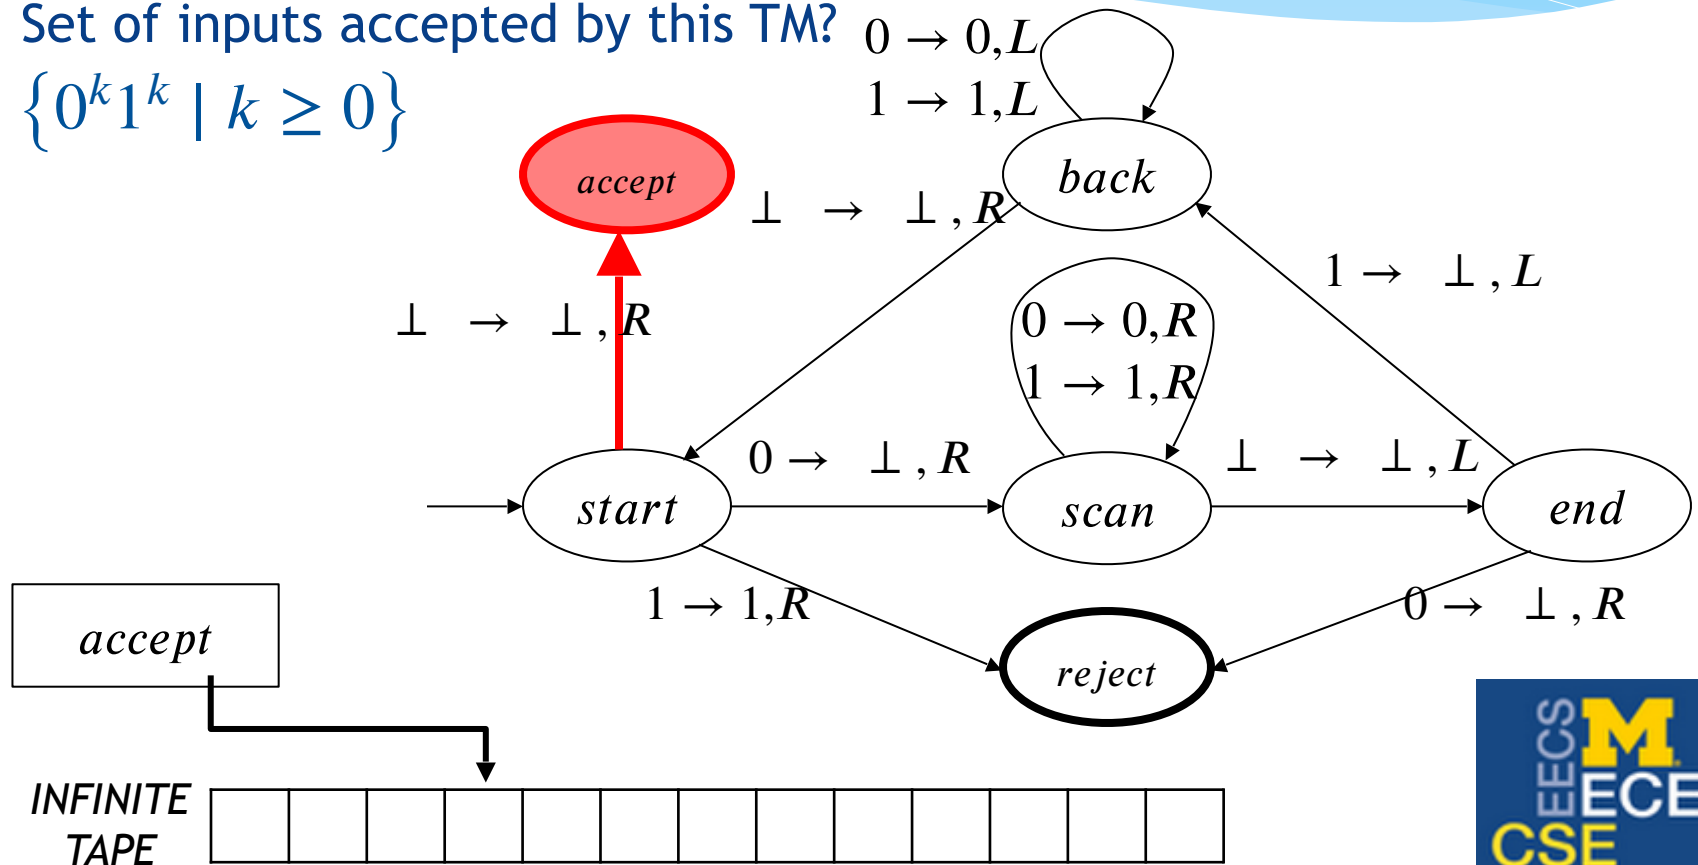 Set of inputs accepted by this TM?
{0^k1^k | k ≥ 0}
0 → 0,L
1 → 1,L
accept
back
⊥ → ⊥,R
1 → ⊥,L
⊥ → ⊥,R
0 → 0,R
1 → 1,R
0 → ⊥,R
⊥ → ⊥,L
start
scan
end
1 → 1,R
0 → ⊥,R
accept
reject
INFINITE
TAPE
EECS
M
ECE
CSE